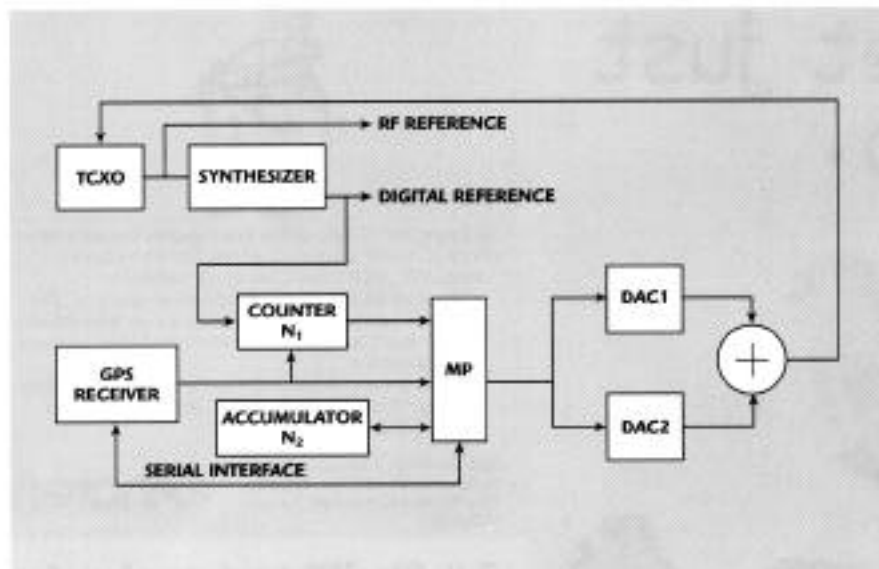 RF REFERENCE
TCXO
SYNTHESIZER
DIGITAL REFERENCE
COUNTER
N₁
DAC1
GPS
RECEIVER
MP
ACCUMULATOR
N₂
DAC2
SERIAL INTERFACE